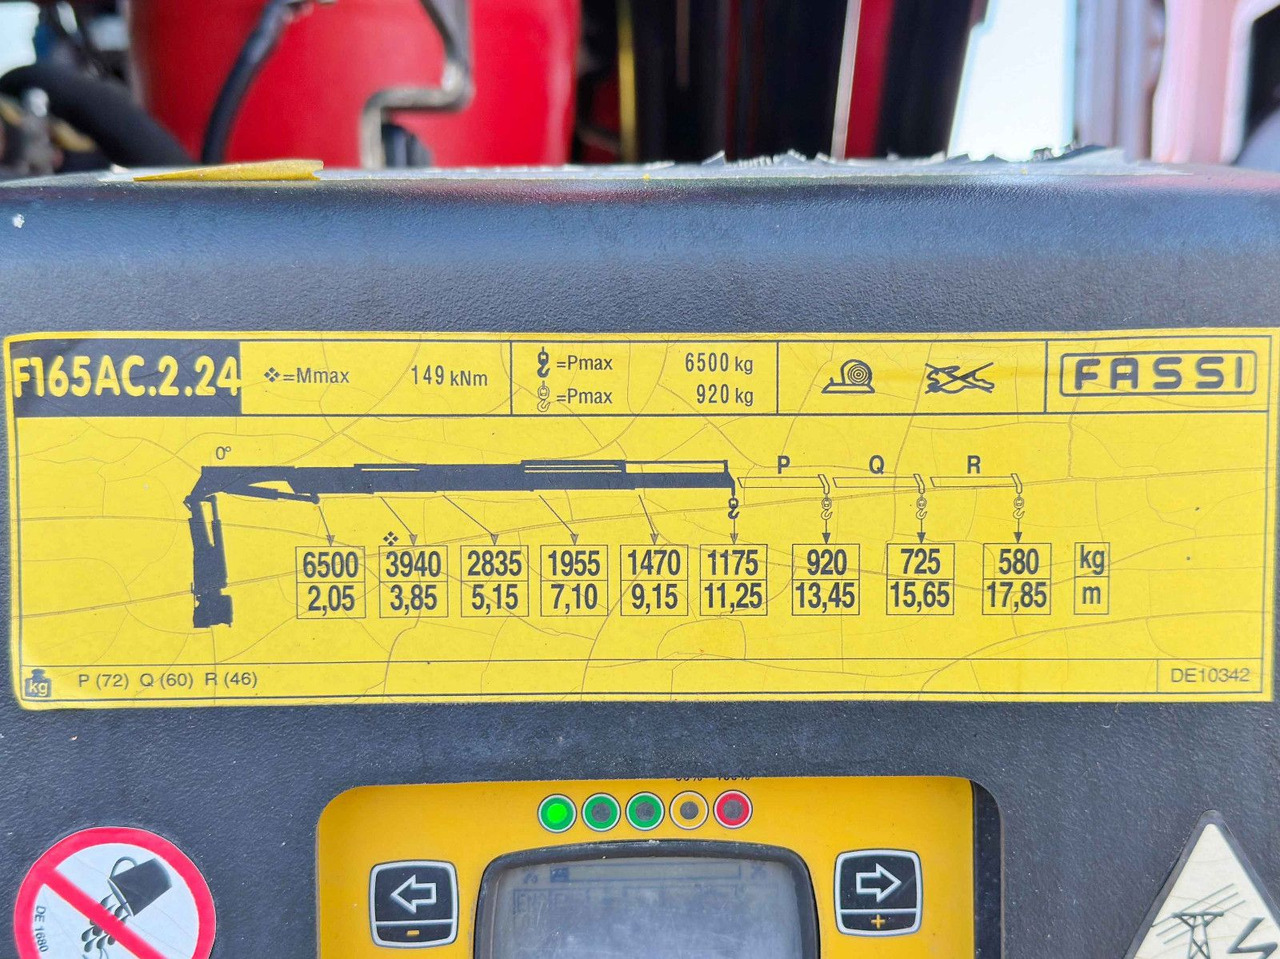 F165AC.2.24
❖=Mmax 149 kNm
=Pmax 6500 kg
=Pmax 920 kg
FASSI
0°
P Q R
❖
6500 3940 2835 1955 1470 1175 920 725 580 kg
2,05 3,85 5,15 7,10 9,15 11,25 13,45 15,65 17,85 m
kg P (72) Q (60) R (46) DE10342
- +
DE 1680